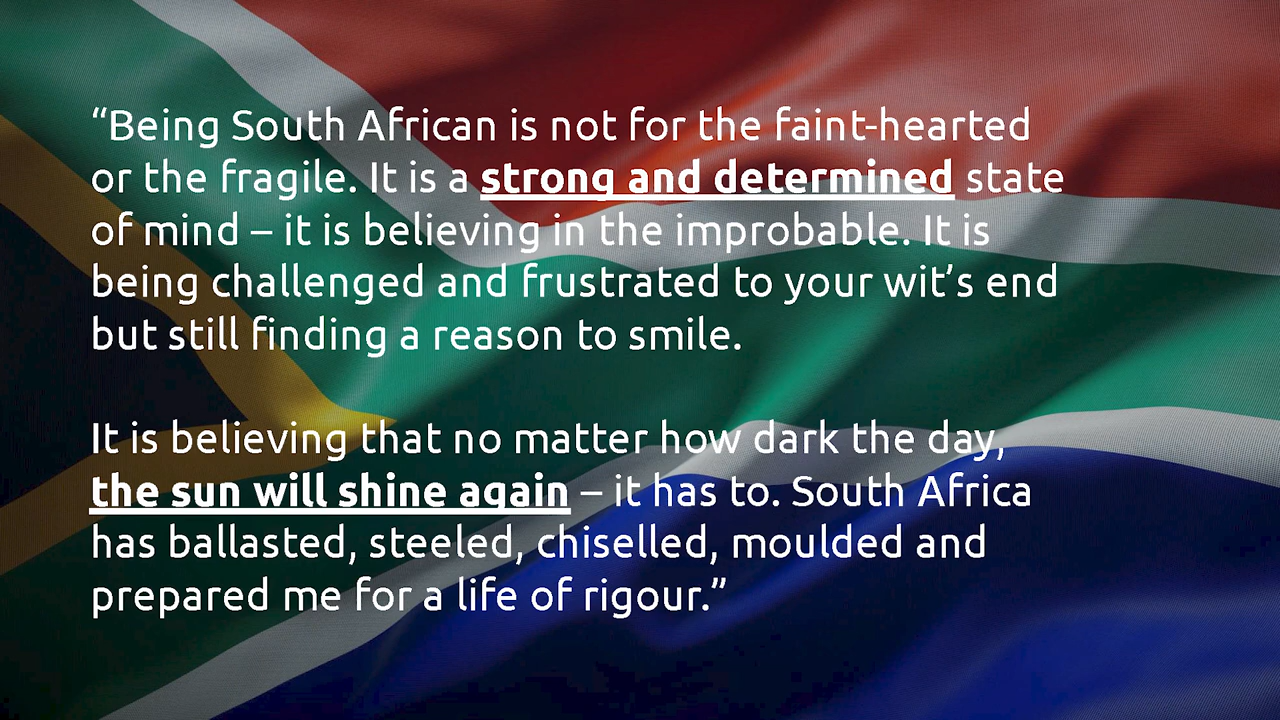 “Being South African is not for the faint-hearted
or the fragile. It is a strong and determined state
of mind – it is believing in the improbable. It is
being challenged and frustrated to your wit’s end
but still finding a reason to smile.
It is believing that no matter how dark the day,
the sun will shine again – it has to. South Africa
has ballasted, steeled, chiselled, moulded and
prepared me for a life of rigour.”